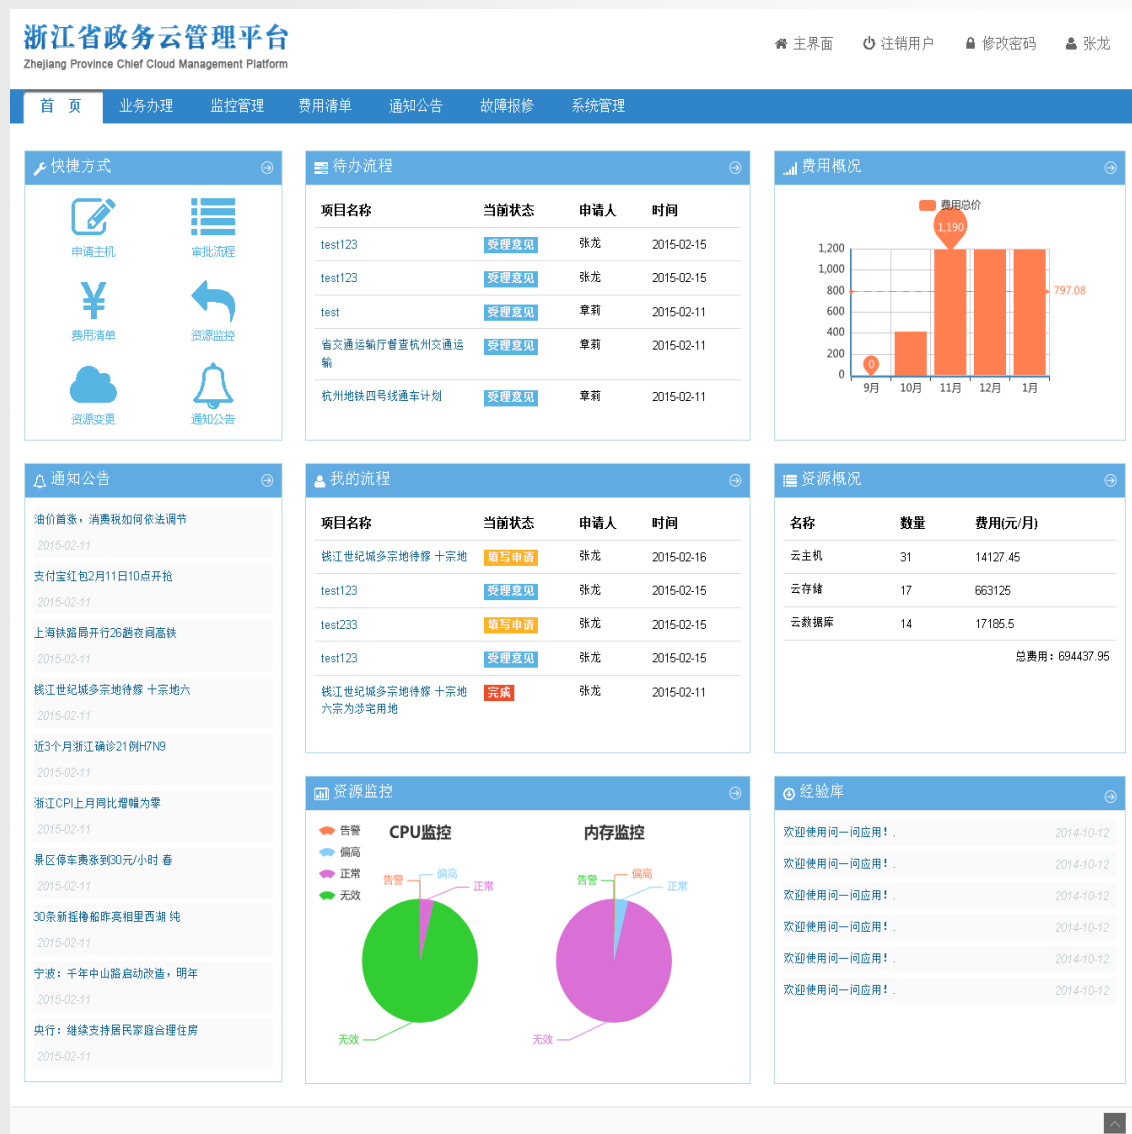 浙江省政务云管理平台
Zhejiang Province Chief Cloud Management Platform
主界面 注销用户 修改密码 张龙
首 页 业务办理 监控管理 费用清单 通知公告 故障报修 系统管理
快捷方式
申请主机 审批流程
费用清单 资源监控
资源变更 通知公告
待办流程
项目名称 当前状态 申请人 时间
test123 受理意见 张龙 2015-02-15
test123 受理意见 张龙 2015-02-15
test 受理意见 章莉 2015-02-11
省交通运输厅督查杭州交通运 受理意见 章莉 2015-02-11
输
杭州地铁四号线通车计划 受理意见 章莉 2015-02-11
费用概况
费用总价
1,190
1,200
1,000
800 797.08
600
400
200
0 0
9月 10月 11月 12月 1月
通知公告
油价首涨，消费税如何依法调节
2015-02-11
支付宝红包2月11日10点开抢
2015-02-11
上海铁路局开行26趟夜间高铁
2015-02-11
钱江世纪城多宗地待嫁 十宗地六
2015-02-11
近3个月浙江确诊21例H7N9
2015-02-11
浙江CPI上月同比增幅为零
2015-02-11
景区停车费涨到30元/小时 春
2015-02-11
30条新摇橹船昨亮相里西湖 纯
2015-02-11
宁波：千年中山路启动改造，明年
2015-02-11
央行：继续支持居民家庭合理住房
2015-02-11
我的流程
项目名称 当前状态 申请人 时间
钱江世纪城多宗地待嫁 十宗地 填写申请 张龙 2015-02-16
test123 受理意见 张龙 2015-02-15
test233 填写申请 张龙 2015-02-15
test123 受理意见 张龙 2015-02-15
钱江世纪城多宗地待嫁 十宗地 完成 张龙 2015-02-11
六宗为涉宅用地
资源概况
名称 数量 费用(元/月)
云主机 31 14127.45
云存储 17 663125
云数据库 14 17185.5
总费用：694437.95
资源监控
告警
偏高
正常
无效
CPU监控
告警 偏高
正常
无效
内存监控
告警 偏高
正常
无效
经验库
欢迎使用问一问应用！. 2014-10-12
欢迎使用问一问应用！. 2014-10-12
欢迎使用问一问应用！. 2014-10-12
欢迎使用问一问应用！. 2014-10-12
欢迎使用问一问应用！. 2014-10-12
欢迎使用问一问应用！. 2014-10-12